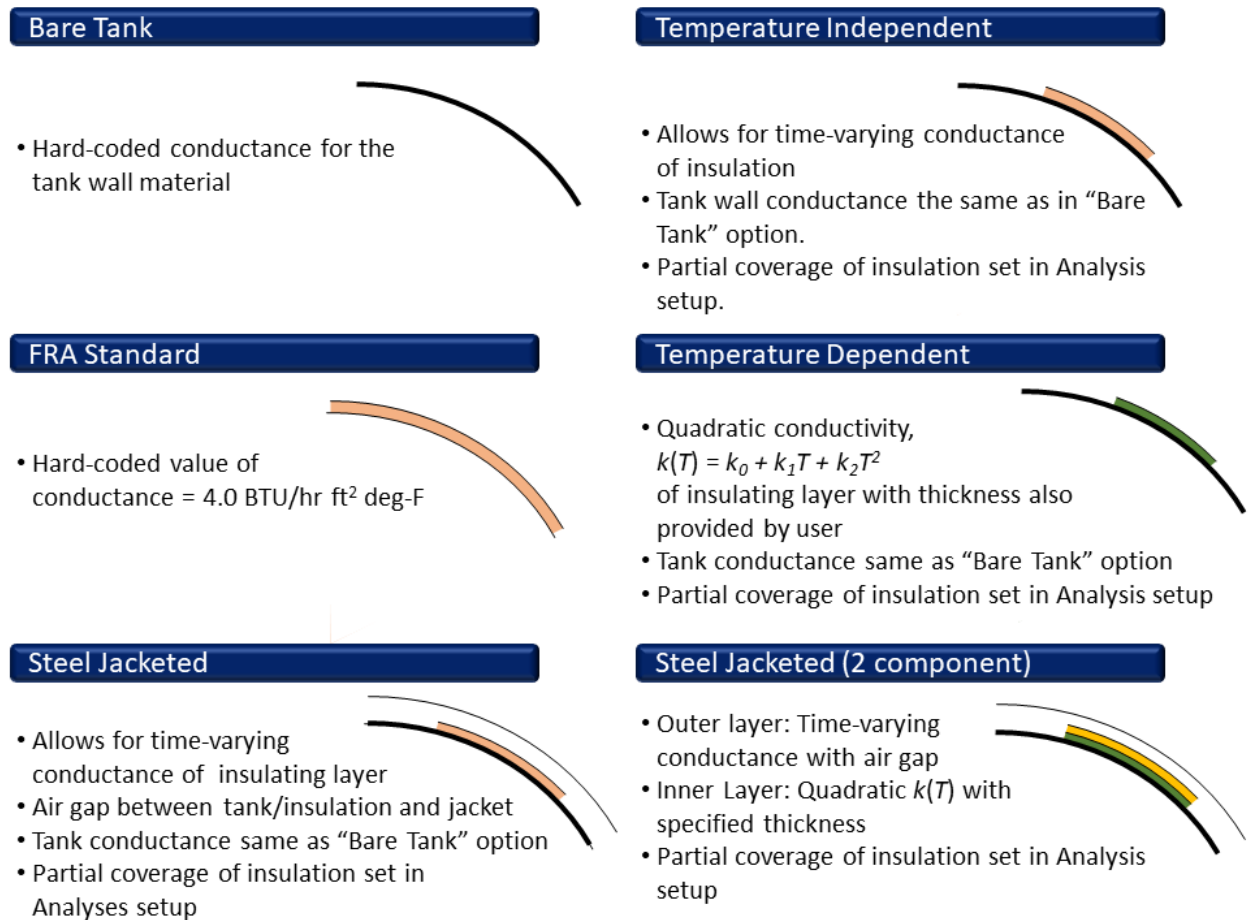 Bare Tank
• Hard-coded conductance for the
tank wall material
Temperature Independent
• Allows for time-varying conductance
of insulation
• Tank wall conductance the same as in “Bare
Tank” option.
• Partial coverage of insulation set in Analysis
setup.
FRA Standard
• Hard-coded value of
conductance = 4.0 BTU/hr ft² deg-F
Temperature Dependent
• Quadratic conductivity,
k(T) = k₀ + k₁T + k₂T²
of insulating layer with thickness also
provided by user
• Tank conductance same as “Bare Tank” option
• Partial coverage of insulation set in Analysis setup
Steel Jacketed
• Allows for time-varying
conductance of insulating layer
• Air gap between tank/insulation and jacket
• Tank conductance same as “Bare Tank” option
• Partial coverage of insulation set in
Analyses setup
Steel Jacketed (2 component)
• Outer layer: Time-varying
conductance with air gap
• Inner Layer: Quadratic k(T) with
specified thickness
• Partial coverage of insulation set in Analysis
setup